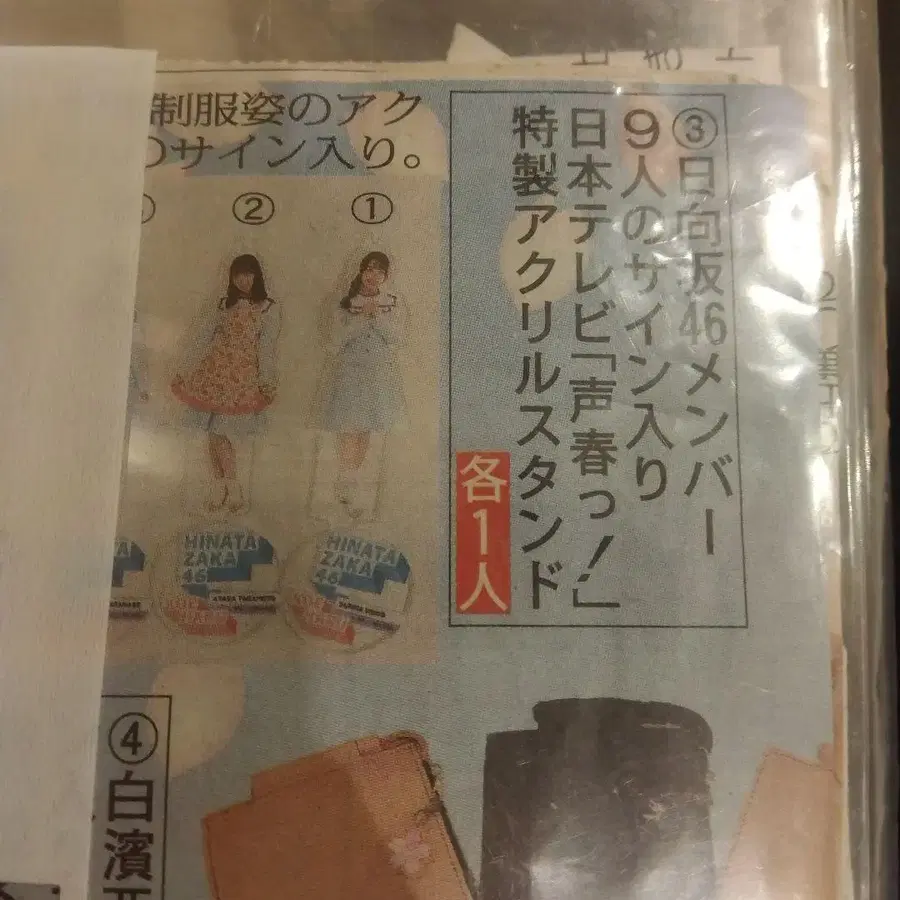 制服姿のアク
のサイン入り。
②
①
③日向坂46メンバー
9人のサイン入り
日本テレビ「声春っ!」
特製アクリルスタンド
各1人
HINATA
ZAKA
46
HINATA
ZAKA
46
④白濱